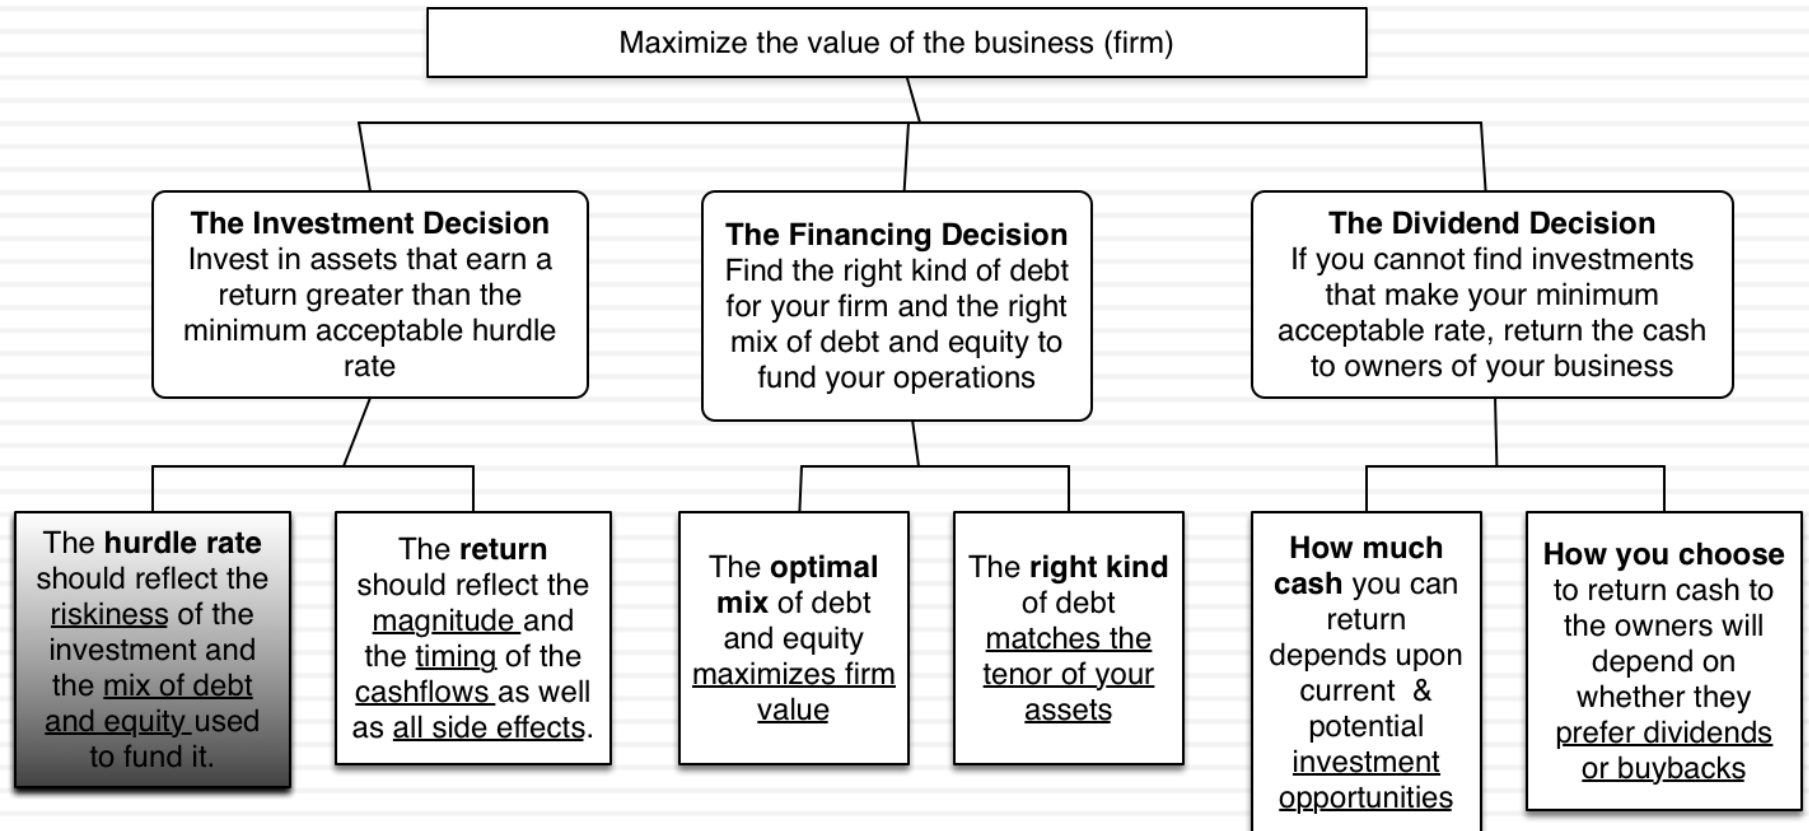 Maximize the value of the business (firm)
The Investment Decision
Invest in assets that earn a
return greater than the
minimum acceptable hurdle
rate
The Financing Decision
Find the right kind of debt
for your firm and the right
mix of debt and equity to
fund your operations
The Dividend Decision
If you cannot find investments
that make your minimum
acceptable rate, return the cash
to owners of your business
The hurdle rate
should reflect the
riskiness of the
investment and
the mix of debt
and equity used
to fund it.
The return
should reflect the
magnitude and
the timing of the
cashflows as well
as all side effects.
The optimal
mix of debt
and equity
maximizes firm
value
The right kind
of debt
matches the
tenor of your
assets
How much
cash you can
return
depends upon
current &
potential
investment
opportunities
How you choose
to return cash to
the owners will
depend on
whether they
prefer dividends
or buybacks